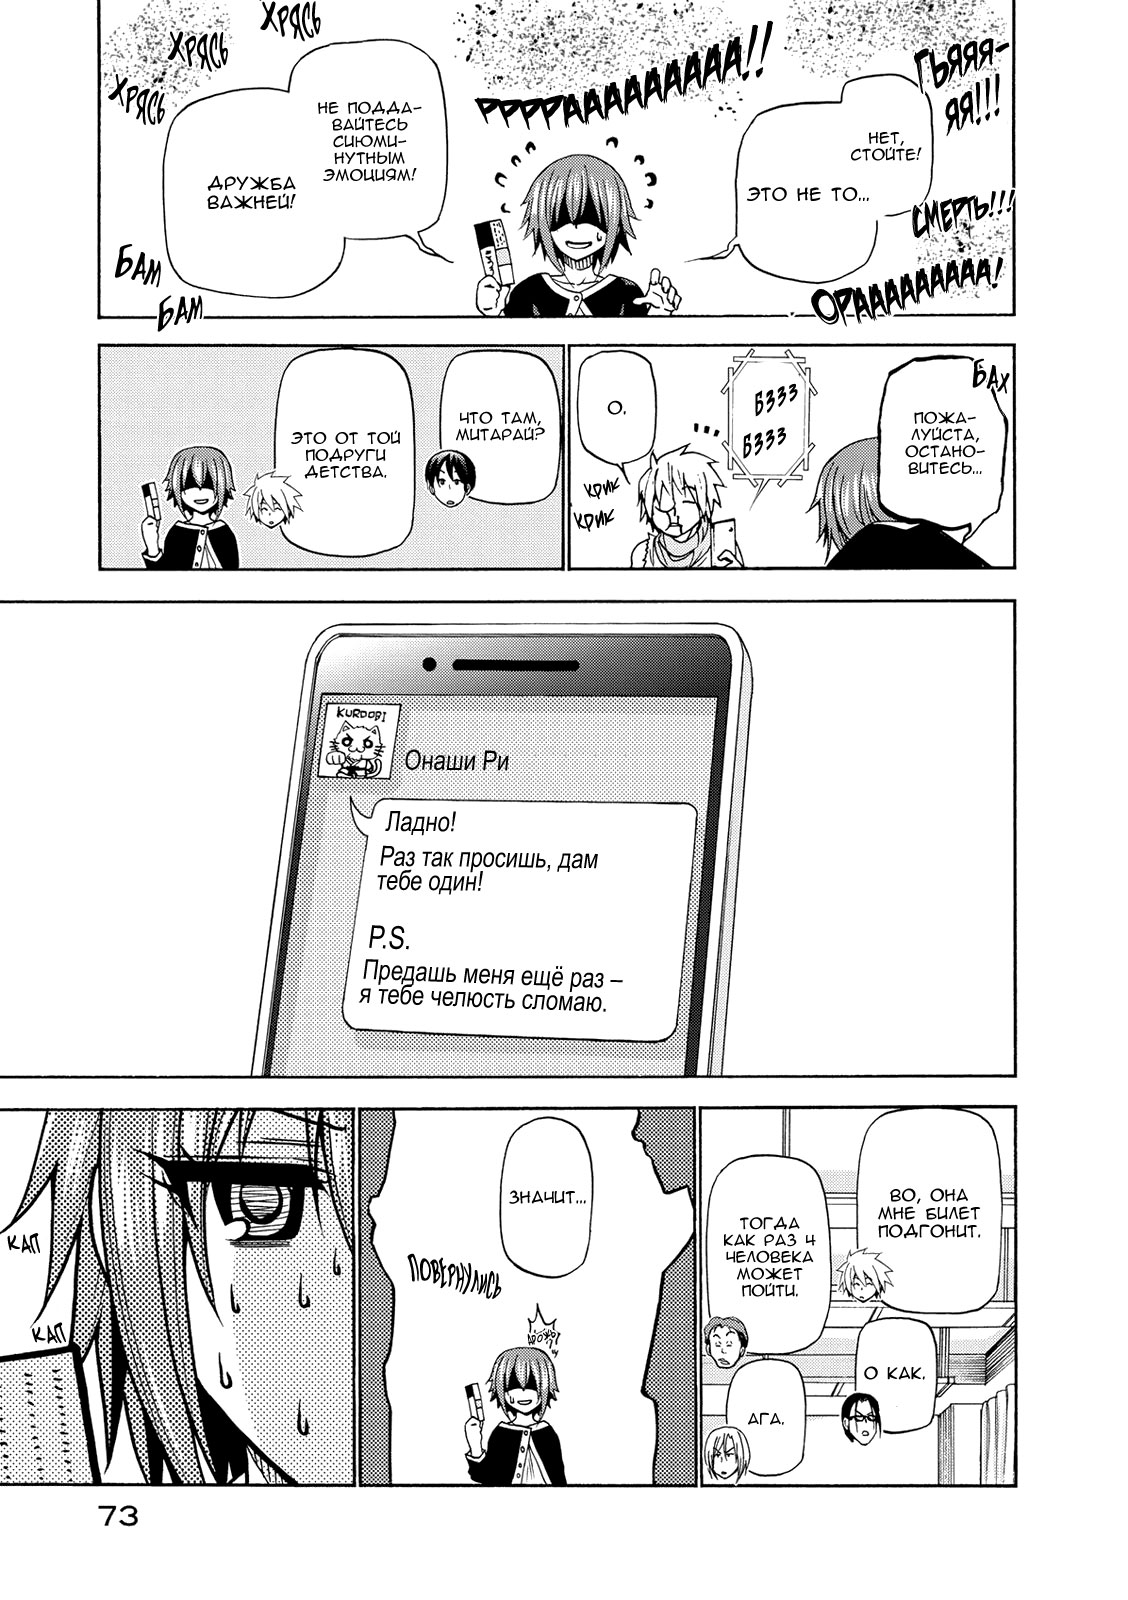 ГЬЯЯЯ-
ЯЯ!!!
НЕТ,
СТОЙТЕ!
ЭТО НЕ ТО...
СМЕРТЬ!!!
ОРАААААААААА!
РРРРАААААААААА!!
НЕ ПОДДА-
ВАЙТЕСЬ
СИЮМИ-
НУТНЫМ
ЭМОЦИЯМ!
ДРУЖБА
ВАЖНЕЙ!
ХРЯСЬ
ХРЯСЬ
ХРЯСЬ
БАМ
БАМ
БАХ
ПОЖА-
ЛУЙСТА,
ОСТАНО-
ВИТЕСЬ...
БЗЗЗ
БЗЗЗ
О.
КРИК
КРИК
ЧТО ТАМ,
МИТАРАЙ?
ЭТО ОТ ТОЙ
ПОДРУГИ
ДЕТСТВА.
KURDOBI
Онаши Ри
Ладно!
Раз так просишь, дам
тебе один!
P.S.
Предашь меня ещё раз –
я тебе челюсть сломаю.
ВО, ОНА
МНЕ БИЛЕТ
ПОДГОНИТ.
ТОГДА
КАК РАЗ 4
ЧЕЛОВЕКА
МОЖЕТ
ПОЙТИ.
О КАК.
АГА.
ЗНАЧИТ...
ПОВЕРНУЛИСЬ
КАП
КАП
73